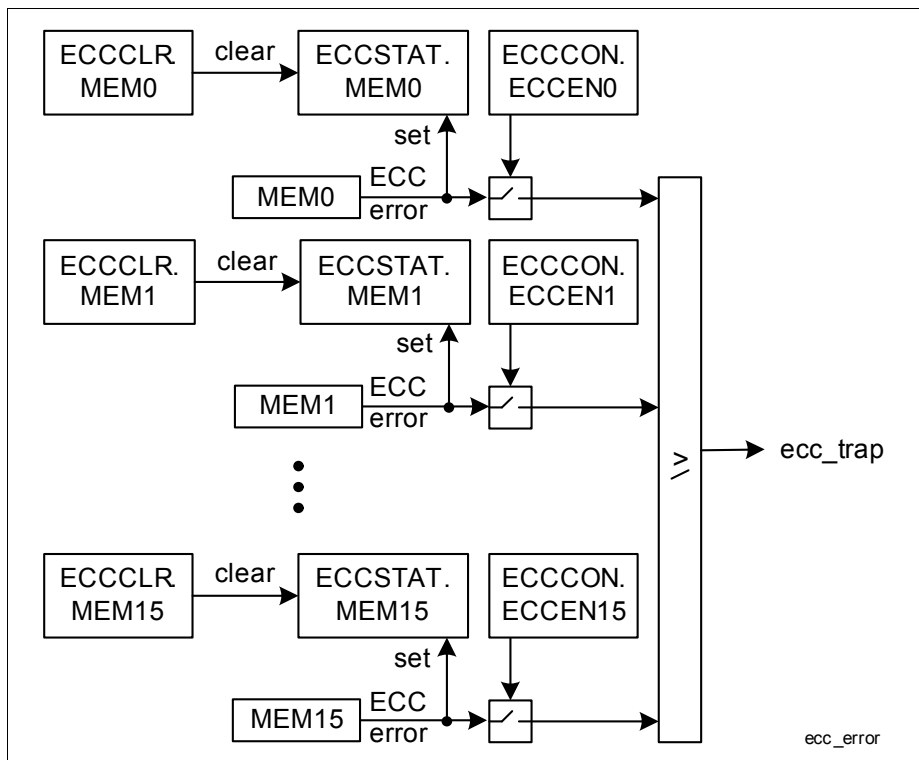 ECCCLR. clear ECCSTAT. ECCCON.
MEM0 MEM0 ECCEN0
set
MEM0 ECC
error
ECCCLR. clear ECCSTAT. ECCCON.
MEM1 MEM1 ECCEN1
set
MEM1 ECC
error
≥
ecc_trap
ECCCLR. clear ECCSTAT. ECCCON.
MEM15 MEM15 ECCEN15
set
MEM15 ECC
error
ecc_error